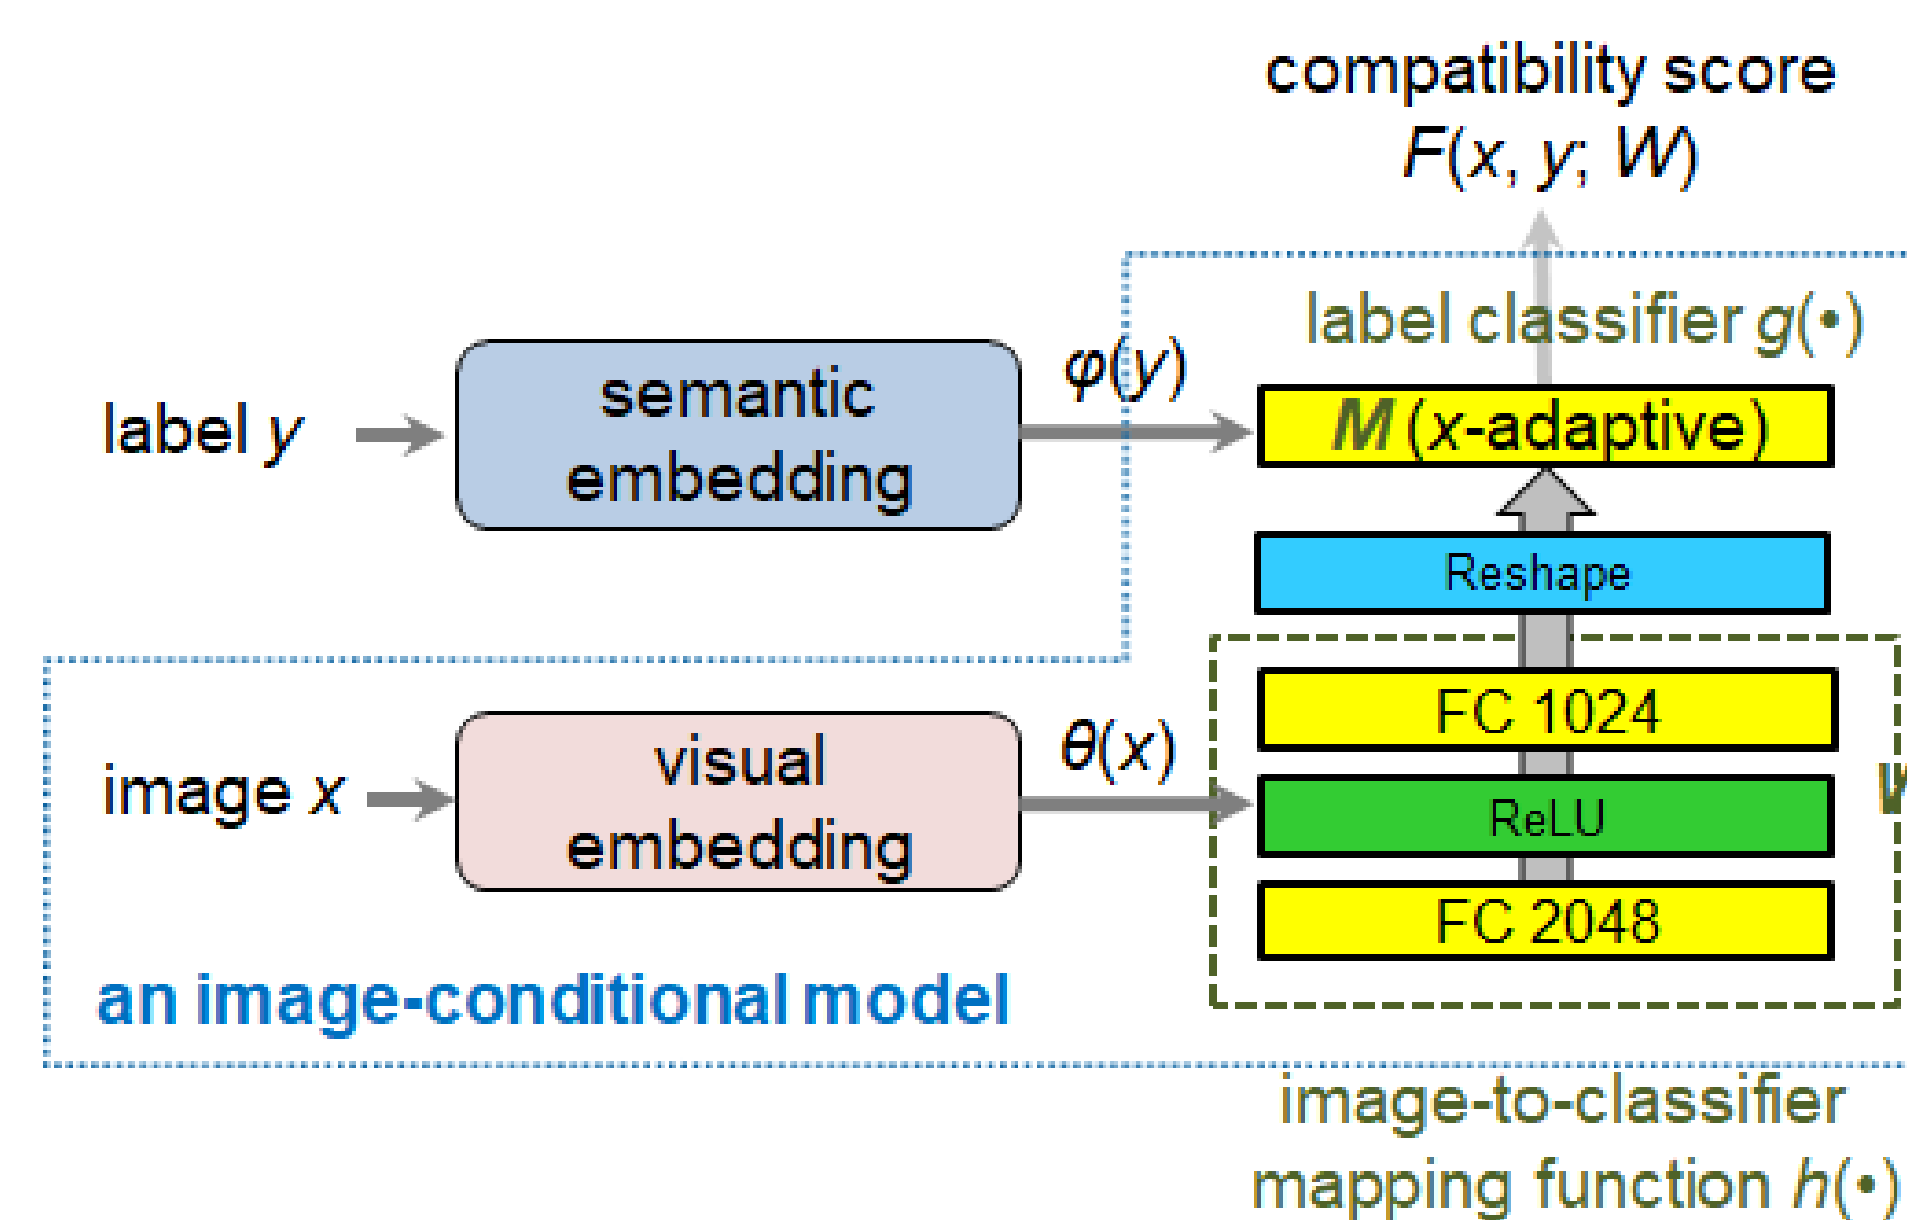 compatibility score
F(x, y; W)
label classifier g(•)
label y
semantic
embedding
φ(y)
M (x-adaptive)
Reshape
image x
visual
embedding
θ(x)
FC 1024
ReLU
FC 2048
an image-conditional model
image-to-classifier
mapping function h(•)